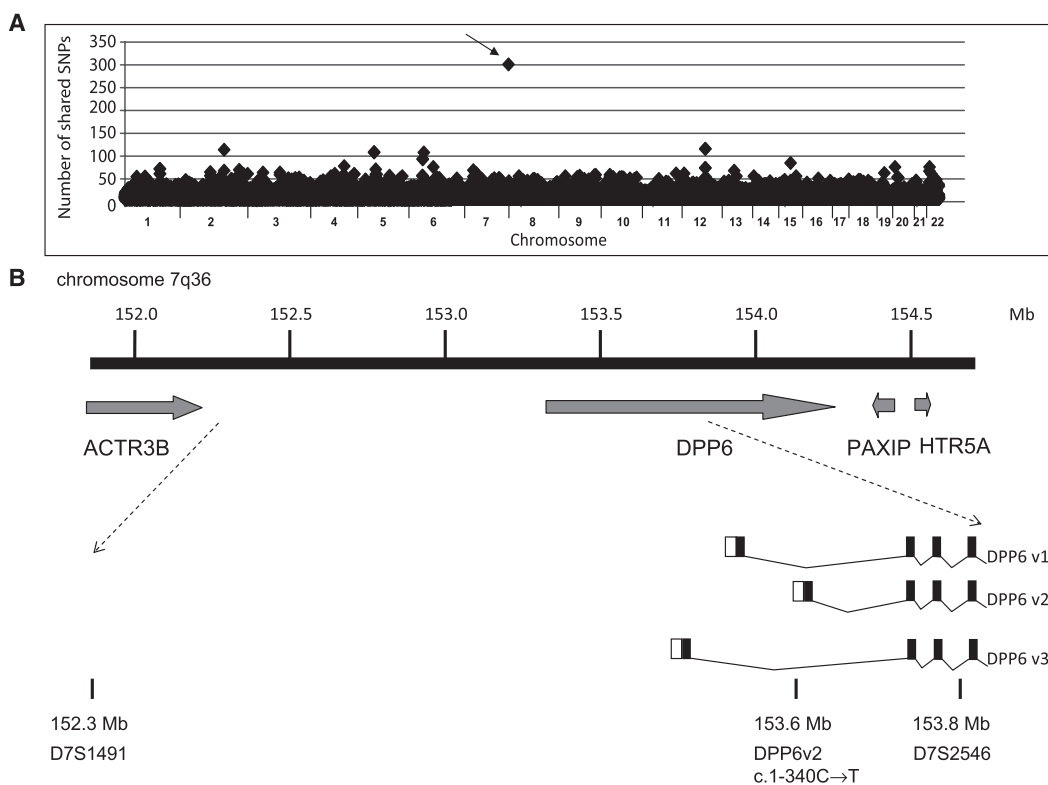 A
Number of shared SNPs
350
300
250
200
150
100
50
0
1 2 3 4 5 6 7 8 9 10 11 12 13 14 15 16 17 18 19 20 21 22
Chromosome
B
chromosome 7q36
152.0 152.5 153.0 153.5 154.0 154.5 Mb
ACTR3B DPP6 PAXIP HTR5A
DPP6 v1
DPP6 v2
DPP6 v3
152.3 Mb 153.6 Mb 153.8 Mb
D7S1491 DPP6v2 D7S2546
c.1-340C→T